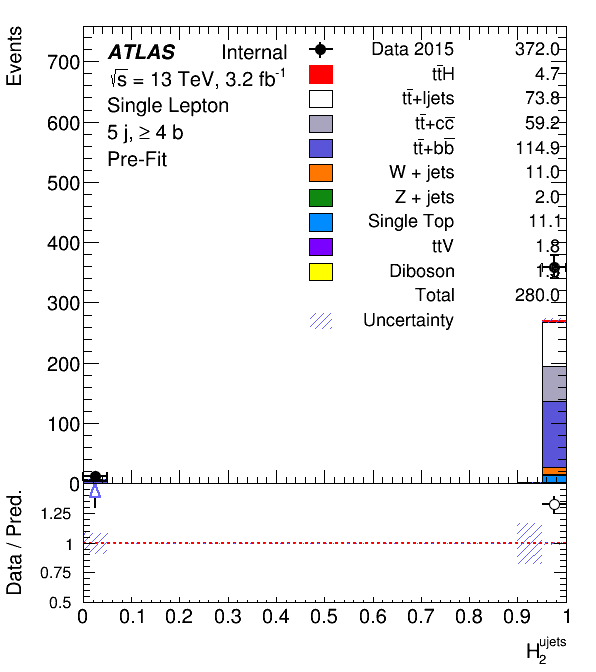 Events
700
600
500
400
300
200
100
0
ATLAS Internal
√s = 13 TeV, 3.2 fb⁻¹
Single Lepton
5 j, ≥ 4 b
Pre-Fit
Data 2015 372.0
tt̄H 4.7
tt̄+ljets 73.8
tt̄+cc̄ 59.2
tt̄+bb̄ 114.9
W + jets 11.0
Z + jets 2.0
Single Top 11.1
ttV 1.8
Diboson
Total 280.0
Uncertainty
Data / Pred.
1.25
1
0.75
0.5
0 0.1 0.2 0.3 0.4 0.5 0.6 0.7 0.8 0.9 1
H₂ᵘʲᵉᵗˢ